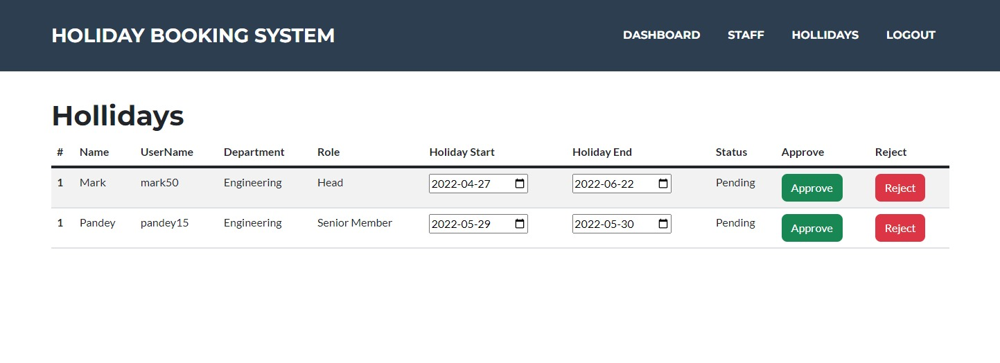 HOLIDAY BOOKING SYSTEM DASHBOARD STAFF HOLLIDAYS LOGOUT
Hollidays
# Name UserName Department Role Holiday Start Holiday End Status Approve Reject
1 Mark mark50 Engineering Head 2022-04-27 2022-06-22 Pending Approve Reject
1 Pandey pandey15 Engineering Senior Member 2022-05-29 2022-05-30 Pending Approve Reject